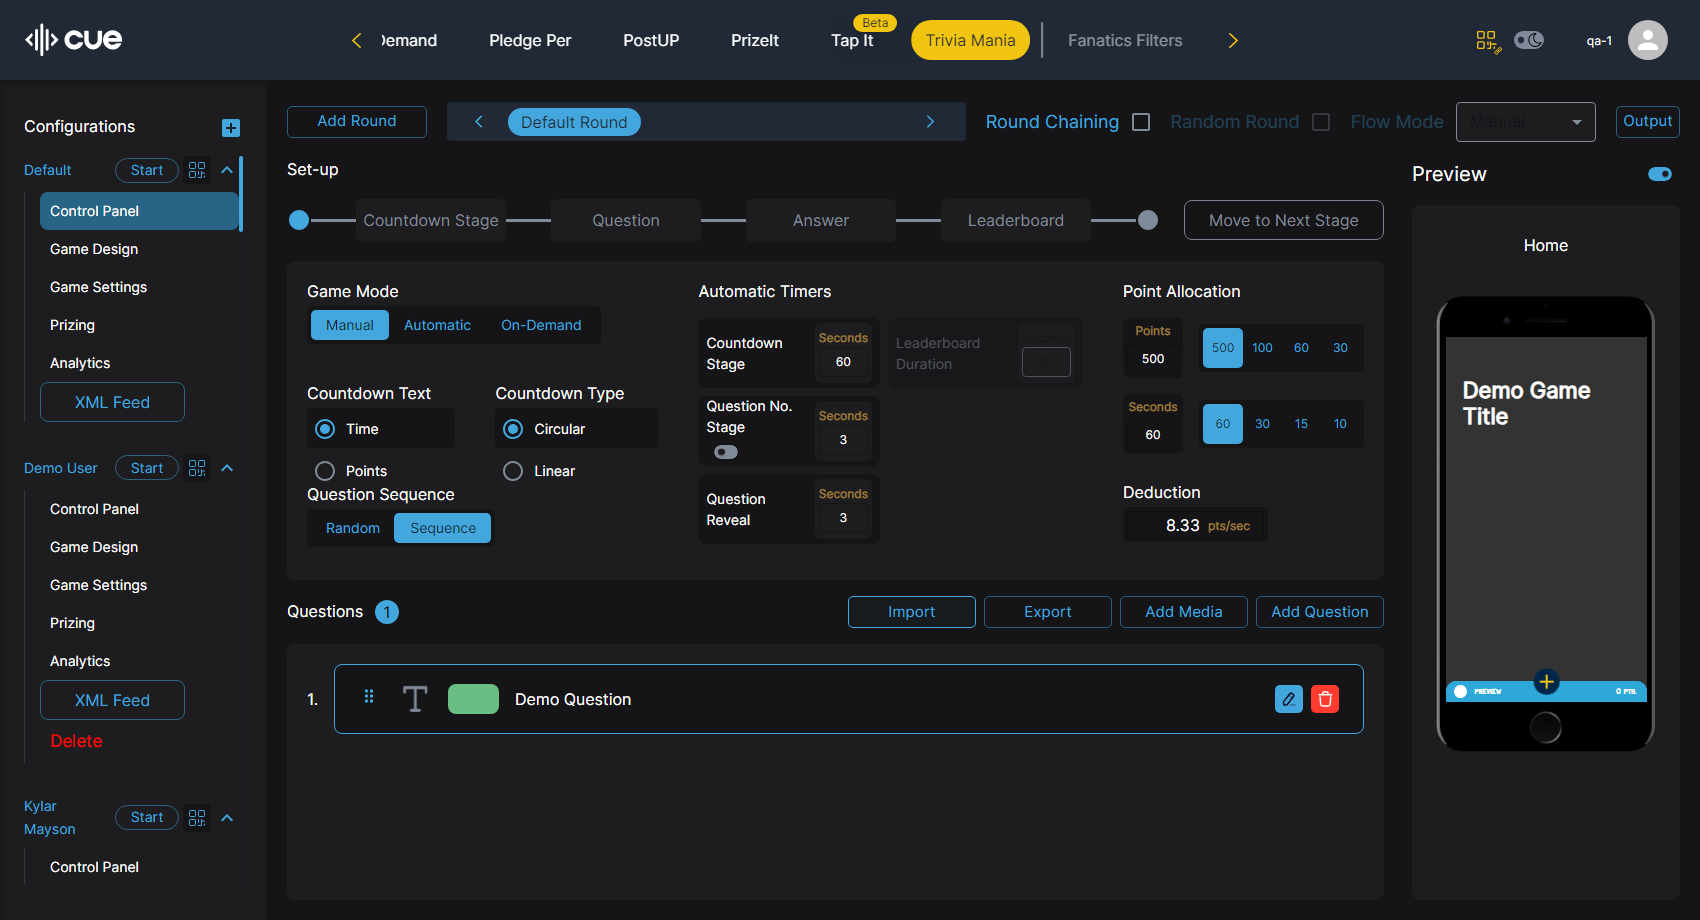 cue
Demand
Pledge Per
PostUP
PrizeIt
Tap It
Beta
Trivia Mania
Fanatics Filters
qa-1
Configurations
Default
Start
Control Panel
Game Design
Game Settings
Prizing
Analytics
XML Feed
Demo User
Start
Control Panel
Game Design
Game Settings
Prizing
Analytics
XML Feed
Delete
Kylar
Mayson
Start
Control Panel
Add Round
Default Round
Round Chaining
Random Round
Flow Mode
Manual
Output
Set-up
Countdown Stage
Question
Answer
Leaderboard
Move to Next Stage
Game Mode
Manual
Automatic
On-Demand
Countdown Text
Time
Points
Countdown Type
Circular
Linear
Question Sequence
Random
Sequence
Automatic Timers
Countdown
Stage
Seconds
60
Leaderboard
Duration
Question No.
Stage
Seconds
3
Question
Reveal
Seconds
3
Point Allocation
Points
500
500 100 60 30
Seconds
60
60 30 15 10
Deduction
8.33 pts/sec
Questions 1
Import
Export
Add Media
Add Question
1.
T
Demo Question
Preview
Home
Demo Game
Title
PREVIEW
0 PTS.